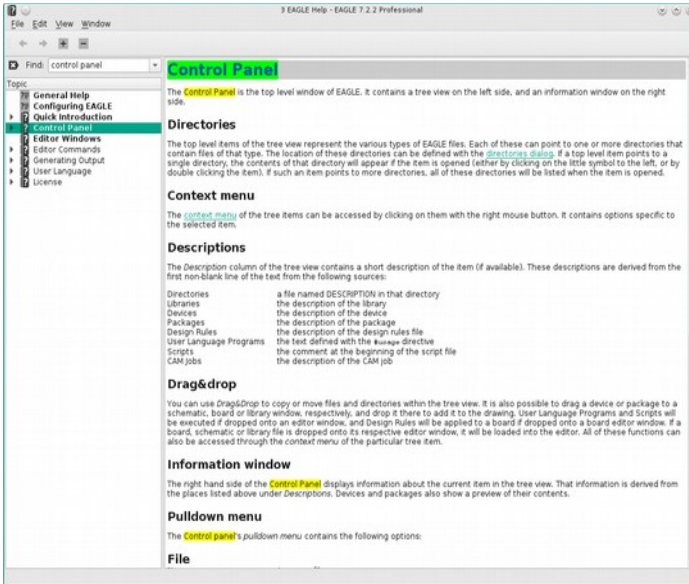 3 EAGLE Help - EAGLE 7.2.2 Professional
File Edit View Window
Find: control panel
Topic
General Help
Configuring EAGLE
Quick Introduction
Control Panel
Editor Windows
Editor Commands
Generating Output
User Language
License
Control Panel
The Control Panel is the top level window of EAGLE. It contains a tree view on the left side, and an information window on the right
side.
Directories
The top level items of the tree view represent the various types of EAGLE files. Each of these can point to one or more directories that
contain files of that type. The location of these directories can be defined with the directories dialog. If a top level item points to a
single directory, the contents of that directory will appear if the item is opened (either by clicking on the little symbol to the left, or by
double clicking the item). If such an item points to more directories, all of these directories will be listed when the item is opened.
Context menu
The context menu of the tree items can be accessed by clicking on them with the right mouse button. It contains options specific to
the selected item.
Descriptions
The Description column of the tree view contains a short description of the item (if available). These descriptions are derived from the
first non-blank line of the text from the following sources:
Directories a file named DESCRIPTION in that directory
Libraries the description of the library
Devices the description of the device
Packages the description of the package
Design Rules the description of the design rules file
User Language Programs the text defined with the #usage directive
Scripts the comment at the beginning of the script file
CAM Jobs the description of the CAM job
Drag&drop
You can use Drag&Drop to copy or move files and directories within the tree view. It is also possible to drag a device or package to a
schematic, board or library window, respectively, and drop it there to add it to the drawing. User Language Programs and Scripts will
be executed if dropped onto an editor window, and Design Rules will be applied to a board if dropped onto a board editor window. If a
board, schematic or library file is dropped onto its respective editor window, it will be loaded into the editor. All of these functions can
also be accessed through the context menu of the particular tree item.
Information window
The right hand side of the Control Panel displays information about the current item in the tree view. That information is derived from
the places listed above under Descriptions. Devices and packages also show a preview of their contents.
Pulldown menu
The Control panel's pulldown menu contains the following options:
File